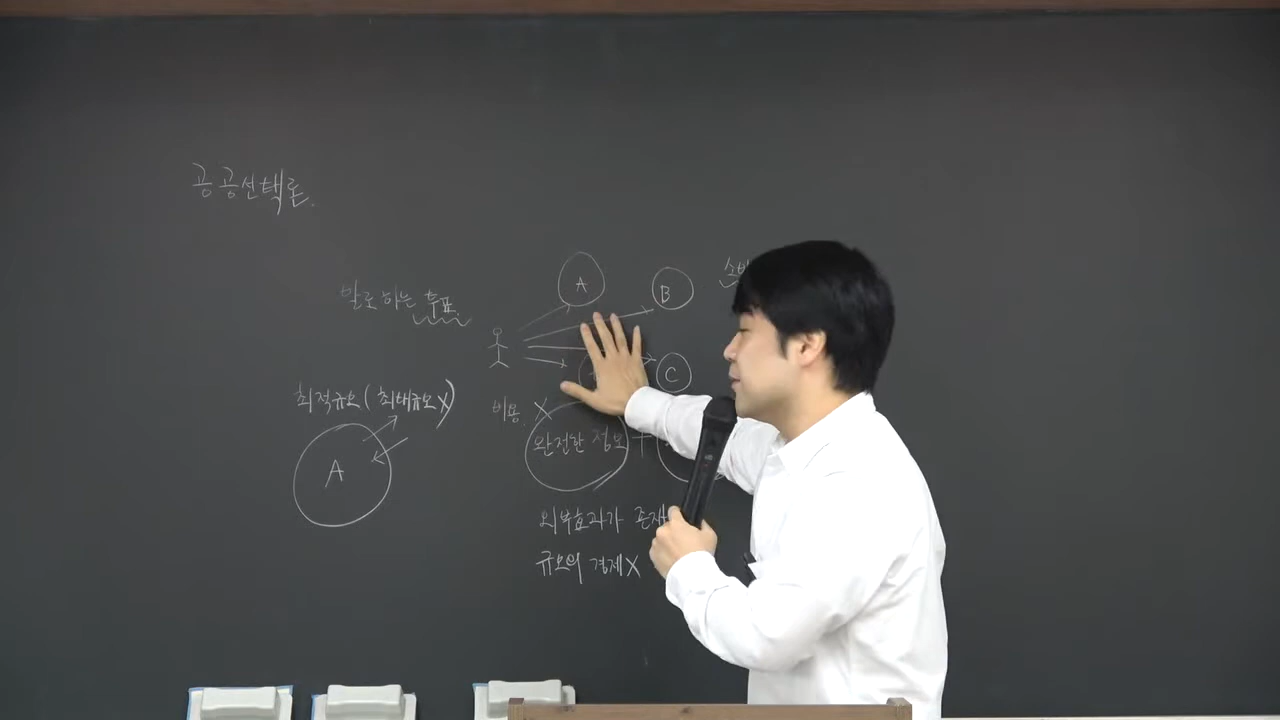 공공선택론.
발로 하는 투표.
A
B
C
최적규모 (최대규모X)
A
비용 X
완전한 정보 +
외부효과가 존재
규모의 경제X